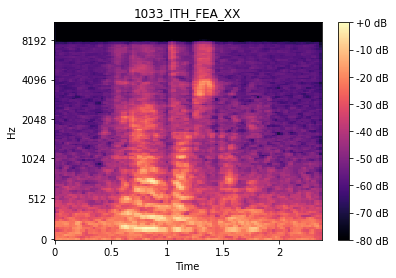 1033_ITH_FEA_XX
+0 dB
8192
-10 dB
4096
-20 dB
-30 dB
2048
Hz
-40 dB
1024
-50 dB
512
-60 dB
-70 dB
0
-80 dB
0
0.5
1
1.5
2
Time